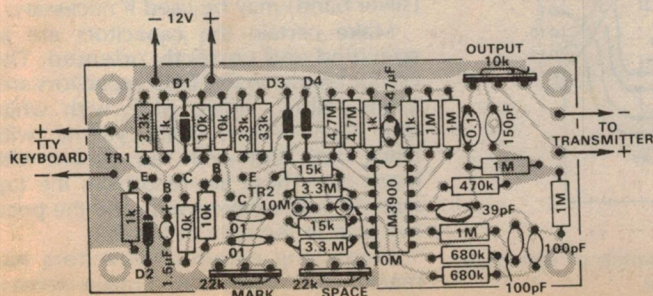 - 12V +
OUTPUT
10k
D1
D3 D4
47µF
+
3.3k
1k
10k
10k
33k
33k
4.7M
4.7M
1k
1k
1M
1M
0.1
150pF
+
TTY
KEYBOARD
-
-
TO
TRANSMITTER
+
TR1
E
B
C
B
E
C
TR2
15k
3.3M
10M
15k
3.3.M
10M
LM3900
1M
470k
39pF
1M
1M
680k
680k
100pF
100pF
1k
D2
+
1.5µF
10k
10k
.01
.01
22k
MARK
22k
SPACE